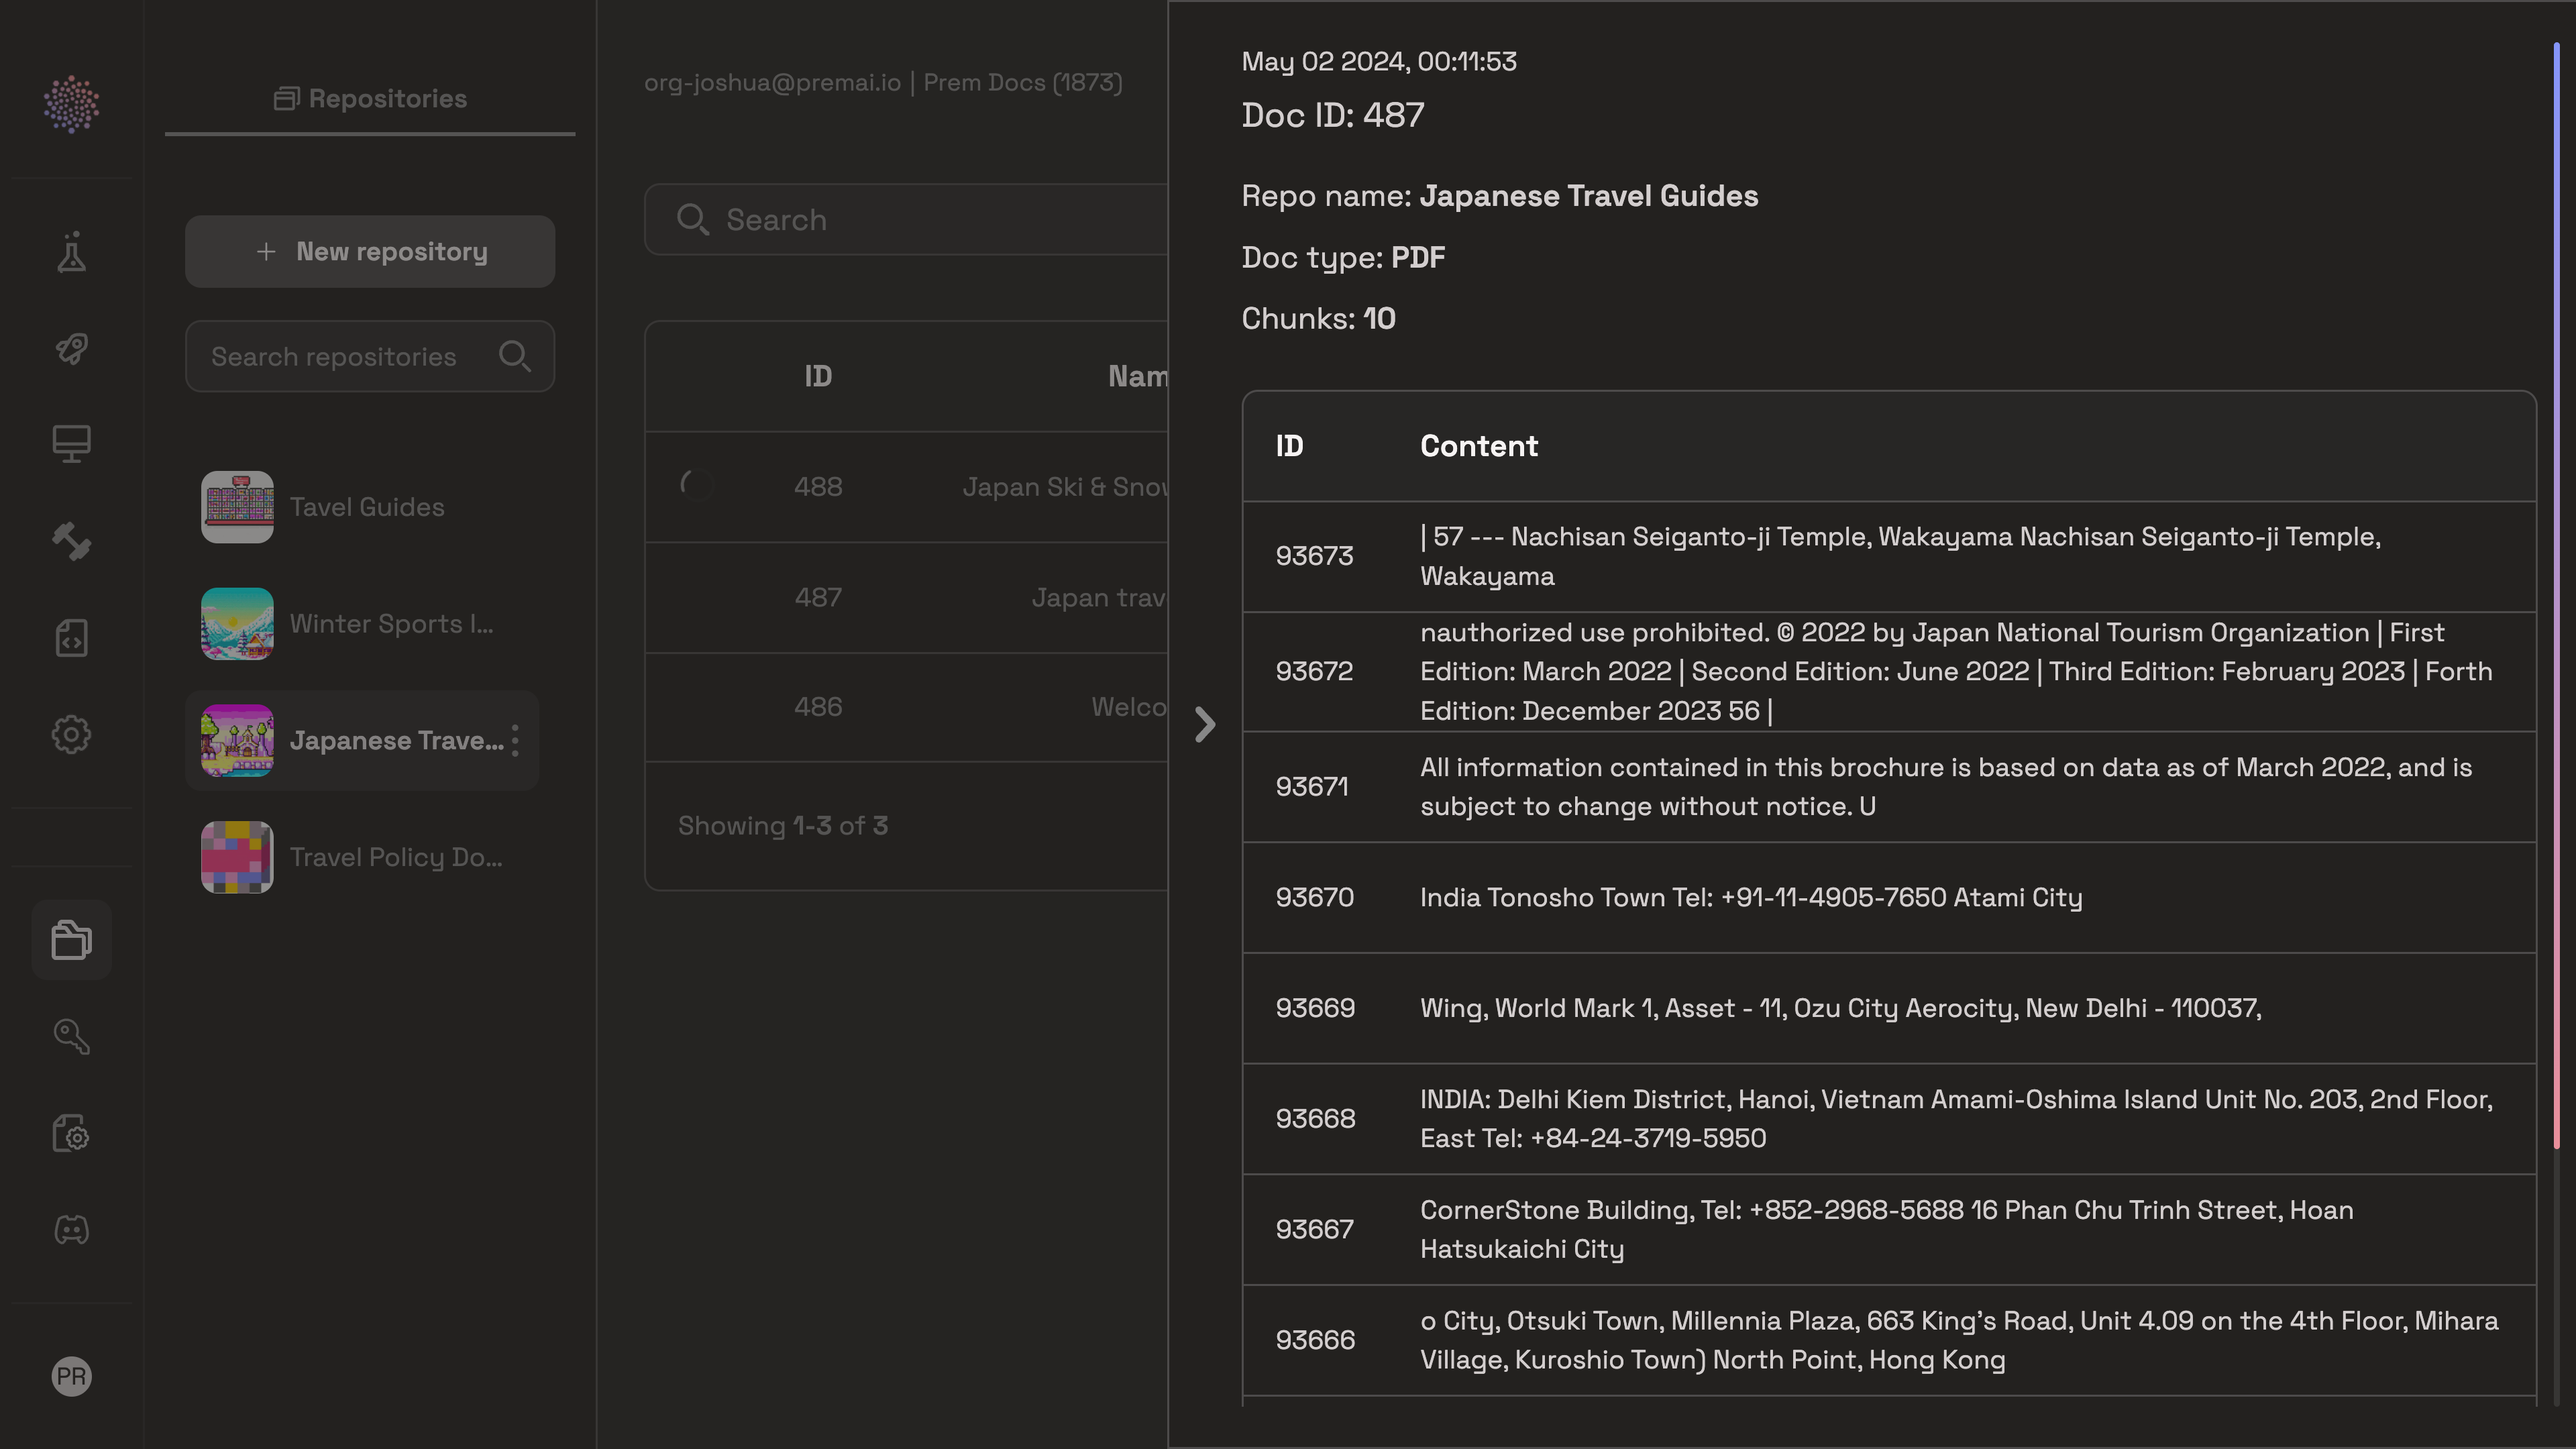 Repositories
+ New repository
Search repositories
Tavel Guides
Winter Sports I...
Japanese Trave...
Travel Policy Do...
PR
org-joshua@premai.io | Prem Docs (1873)
Search
ID Nam
488 Japan Ski & Snow
487 Japan trav
486 Welco
Showing 1-3 of 3
May 02 2024, 00:11:53
Doc ID: 487
Repo name: Japanese Travel Guides
Doc type: PDF
Chunks: 10
ID Content
93673 | 57 --- Nachisan Seiganto-ji Temple, Wakayama Nachisan Seiganto-ji Temple,
Wakayama
93672 nauthorized use prohibited. © 2022 by Japan National Tourism Organization | First
Edition: March 2022 | Second Edition: June 2022 | Third Edition: February 2023 | Forth
Edition: December 2023 56 |
93671 All information contained in this brochure is based on data as of March 2022, and is
subject to change without notice. U
93670 India Tonosho Town Tel: +91-11-4905-7650 Atami City
93669 Wing, World Mark 1, Asset - 11, Ozu City Aerocity, New Delhi - 110037,
93668 INDIA: Delhi Kiem District, Hanoi, Vietnam Amami-Oshima Island Unit No. 203, 2nd Floor,
East Tel: +84-24-3719-5950
93667 CornerStone Building, Tel: +852-2968-5688 16 Phan Chu Trinh Street, Hoan
Hatsukaichi City
93666 o City, Otsuki Town, Millennia Plaza, 663 King's Road, Unit 4.09 on the 4th Floor, Mihara
Village, Kuroshio Town) North Point, Hong Kong